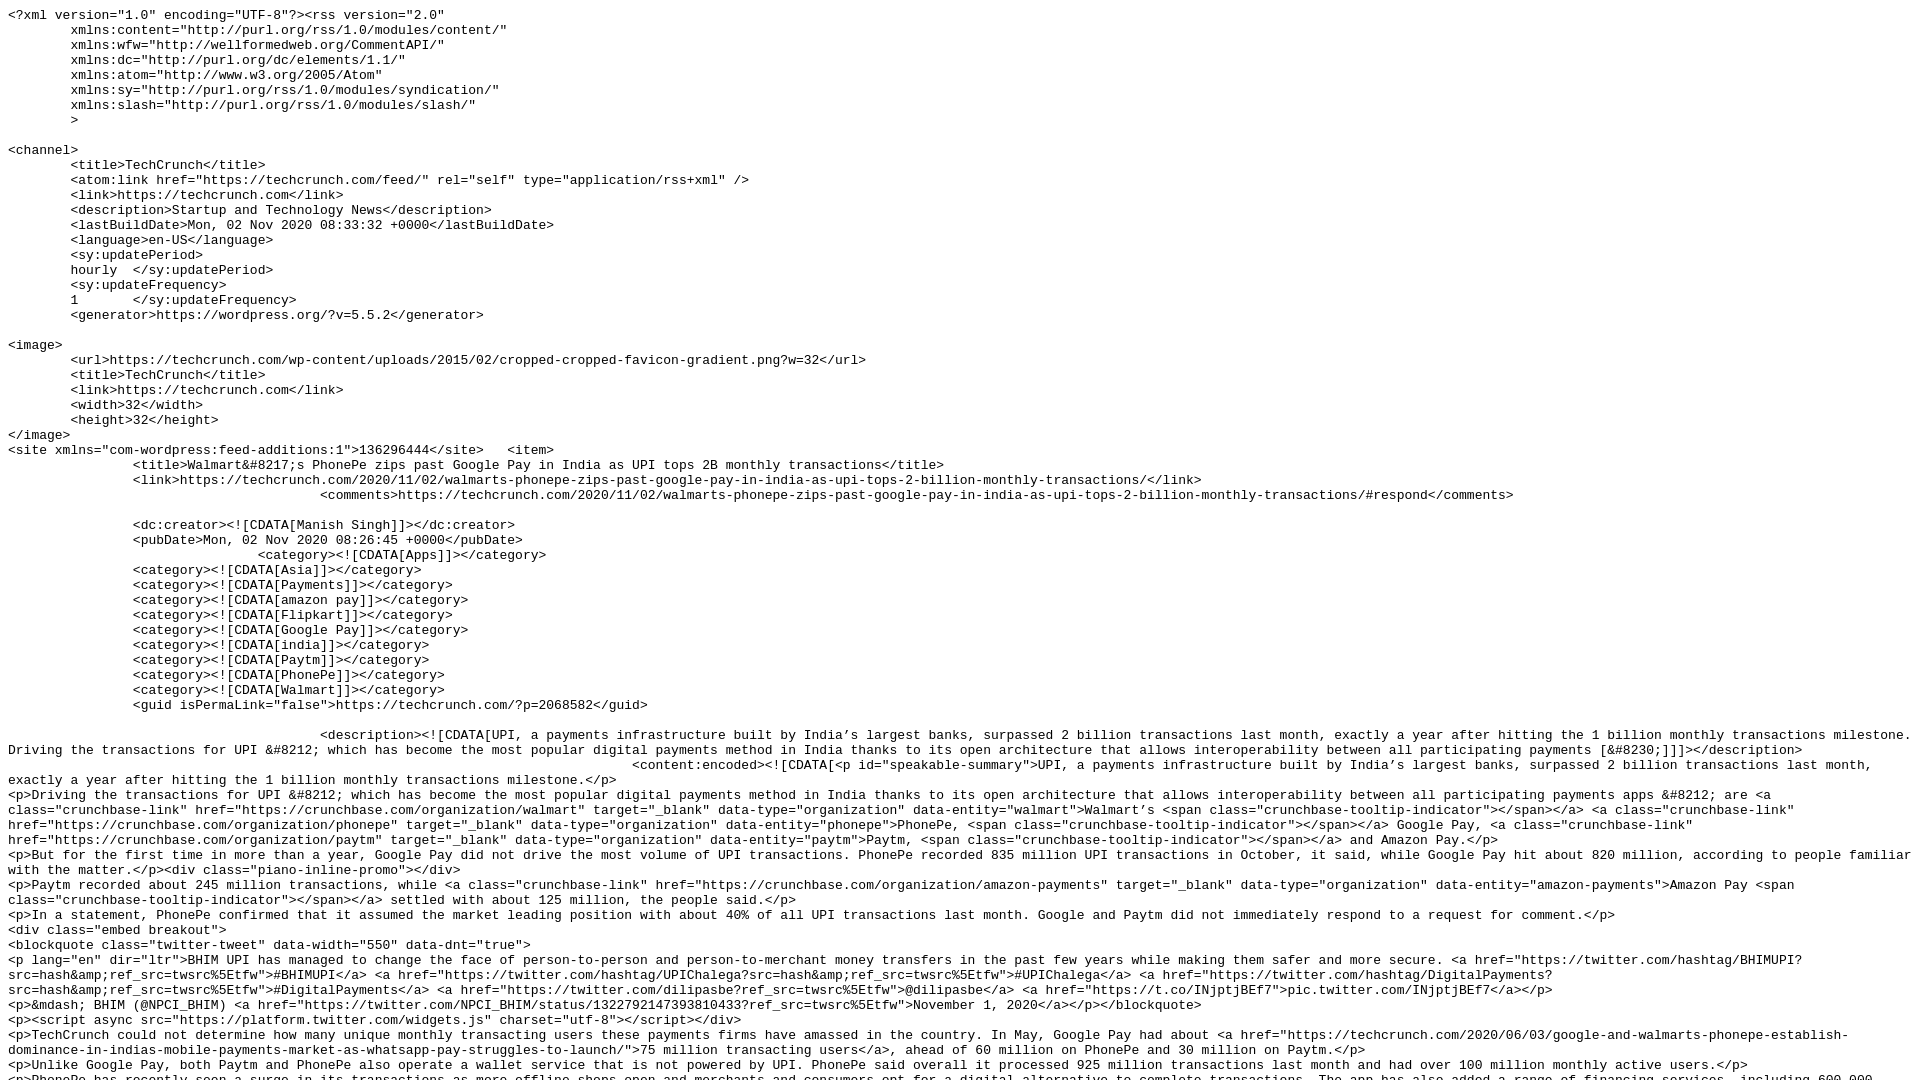 <?xml version="1.0" encoding="UTF-8"?><rss version="2.0"
xmlns:content="http://purl.org/rss/1.0/modules/content/"
xmlns:wfw="http://wellformedweb.org/CommentAPI/"
xmlns:dc="http://purl.org/dc/elements/1.1/"
xmlns:atom="http://www.w3.org/2005/Atom"
xmlns:sy="http://purl.org/rss/1.0/modules/syndication/"
xmlns:slash="http://purl.org/rss/1.0/modules/slash/"
>
<channel>
<title>TechCrunch</title>
<atom:link href="https://techcrunch.com/feed/" rel="self" type="application/rss+xml" />
<link>https://techcrunch.com</link>
<description>Startup and Technology News</description>
<lastBuildDate>Mon, 02 Nov 2020 08:33:32 +0000</lastBuildDate>
<language>en-US</language>
<sy:updatePeriod>
hourly  </sy:updatePeriod>
<sy:updateFrequency>
1       </sy:updateFrequency>
<generator>https://wordpress.org/?v=5.5.2</generator>
<image>
<url>https://techcrunch.com/wp-content/uploads/2015/02/cropped-cropped-favicon-gradient.png?w=32</url>
<title>TechCrunch</title>
<link>https://techcrunch.com</link>
<width>32</width>
<height>32</height>
</image>
<site xmlns="com-wordpress:feed-additions:1">136296444</site>   <item>
<title>Walmart&#8217;s PhonePe zips past Google Pay in India as UPI tops 2B monthly transactions</title>
<link>https://techcrunch.com/2020/11/02/walmarts-phonepe-zips-past-google-pay-in-india-as-upi-tops-2-billion-monthly-transactions/</link>
<comments>https://techcrunch.com/2020/11/02/walmarts-phonepe-zips-past-google-pay-in-india-as-upi-tops-2-billion-monthly-transactions/#respond</comments>
<dc:creator><![CDATA[Manish Singh]]></dc:creator>
<pubDate>Mon, 02 Nov 2020 08:26:45 +0000</pubDate>
<category><![CDATA[Apps]]></category>
<category><![CDATA[Asia]]></category>
<category><![CDATA[Payments]]></category>
<category><![CDATA[amazon pay]]></category>
<category><![CDATA[Flipkart]]></category>
<category><![CDATA[Google Pay]]></category>
<category><![CDATA[india]]></category>
<category><![CDATA[Paytm]]></category>
<category><![CDATA[PhonePe]]></category>
<category><![CDATA[Walmart]]></category>
<guid isPermaLink="false">https://techcrunch.com/?p=2068582</guid>
<description><![CDATA[UPI, a payments infrastructure built by India’s largest banks, surpassed 2 billion transactions last month, exactly a year after hitting the 1 billion monthly transactions milestone.
Driving the transactions for UPI &#8212; which has become the most popular digital payments method in India thanks to its open architecture that allows interoperability between all participating payments [&#8230;]]]></description>
<content:encoded><![CDATA[<p id="speakable-summary">UPI, a payments infrastructure built by India’s largest banks, surpassed 2 billion transactions last month,
exactly a year after hitting the 1 billion monthly transactions milestone.</p>
<p>Driving the transactions for UPI &#8212; which has become the most popular digital payments method in India thanks to its open architecture that allows interoperability between all participating payments apps &#8212; are <a
class="crunchbase-link" href="https://crunchbase.com/organization/walmart" target="_blank" data-type="organization" data-entity="walmart">Walmart’s <span class="crunchbase-tooltip-indicator"></span></a> <a class="crunchbase-link"
href="https://crunchbase.com/organization/phonepe" target="_blank" data-type="organization" data-entity="phonepe">PhonePe, <span class="crunchbase-tooltip-indicator"></span></a> Google Pay, <a class="crunchbase-link"
href="https://crunchbase.com/organization/paytm" target="_blank" data-type="organization" data-entity="paytm">Paytm, <span class="crunchbase-tooltip-indicator"></span></a> and Amazon Pay.</p>
<p>But for the first time in more than a year, Google Pay did not drive the most volume of UPI transactions. PhonePe recorded 835 million UPI transactions in October, it said, while Google Pay hit about 820 million, according to people familiar
with the matter.</p><div class="piano-inline-promo"></div>
<p>Paytm recorded about 245 million transactions, while <a class="crunchbase-link" href="https://crunchbase.com/organization/amazon-payments" target="_blank" data-type="organization" data-entity="amazon-payments">Amazon Pay <span
class="crunchbase-tooltip-indicator"></span></a> settled with about 125 million, the people said.</p>
<p>In a statement, PhonePe confirmed that it assumed the market leading position with about 40% of all UPI transactions last month. Google and Paytm did not immediately respond to a request for comment.</p>
<div class="embed breakout">
<blockquote class="twitter-tweet" data-width="550" data-dnt="true">
<p lang="en" dir="ltr">BHIM UPI has managed to change the face of person-to-person and person-to-merchant money transfers in the past few years while making them safer and more secure. <a href="https://twitter.com/hashtag/BHIMUPI?
src=hash&amp;ref_src=twsrc%5Etfw">#BHIMUPI</a> <a href="https://twitter.com/hashtag/UPIChalega?src=hash&amp;ref_src=twsrc%5Etfw">#UPIChalega</a> <a href="https://twitter.com/hashtag/DigitalPayments?
src=hash&amp;ref_src=twsrc%5Etfw">#DigitalPayments</a> <a href="https://twitter.com/dilipasbe?ref_src=twsrc%5Etfw">@dilipasbe</a> <a href="https://t.co/INjptjBEf7">pic.twitter.com/INjptjBEf7</a></p>
<p>&mdash; BHIM (@NPCI_BHIM) <a href="https://twitter.com/NPCI_BHIM/status/1322792147393810433?ref_src=twsrc%5Etfw">November 1, 2020</a></p></blockquote>
<p><script async src="https://platform.twitter.com/widgets.js" charset="utf-8"></script></div>
<p>TechCrunch could not determine how many unique monthly transacting users these payments firms have amassed in the country. In May, Google Pay had about <a href="https://techcrunch.com/2020/06/03/google-and-walmarts-phonepe-establish-
dominance-in-indias-mobile-payments-market-as-whatsapp-pay-struggles-to-launch/">75 million transacting users</a>, ahead of 60 million on PhonePe and 30 million on Paytm.</p>
<p>Unlike Google Pay, both Paytm and PhonePe also operate a wallet service that is not powered by UPI. PhonePe said overall it processed 925 million transactions last month and had over 100 million monthly active users.</p>
<p>PhonePe has recently seen a surge in its transactions as more offline shops open and merchants and consumers opt for a digital alternative to complete transactions. The app has also added a range of financing services, including 600,000